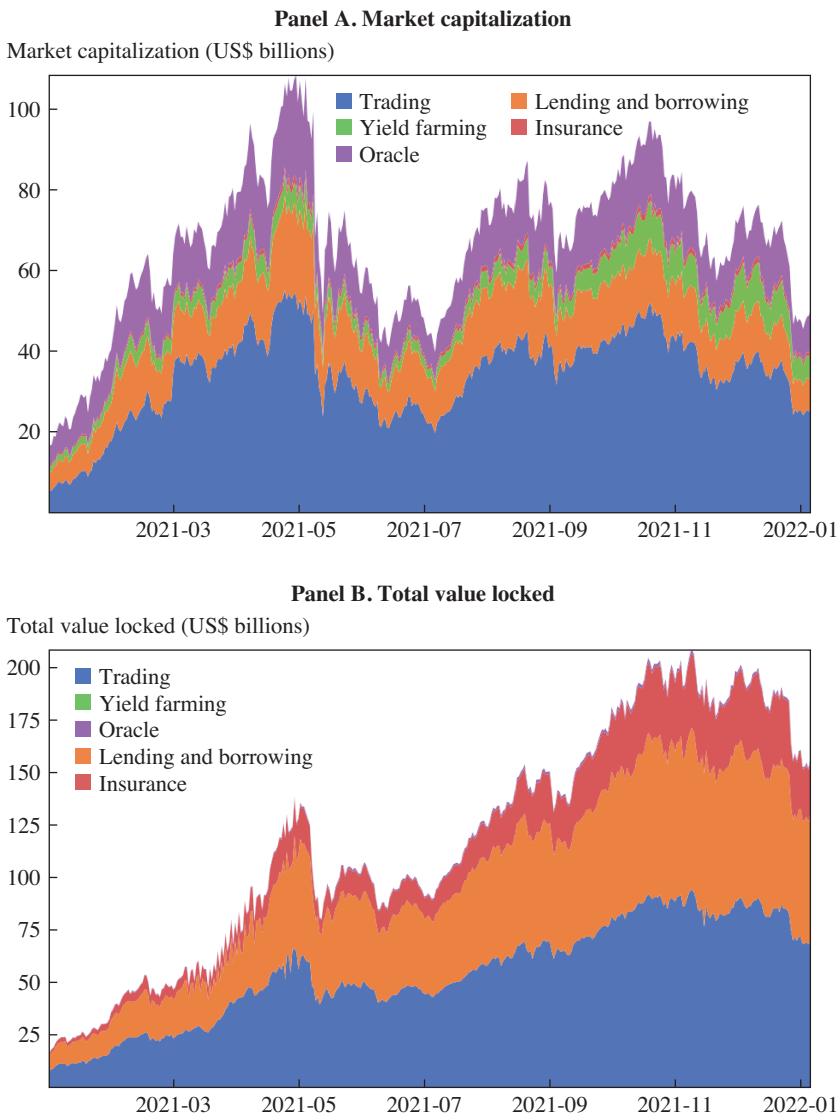 Panel A. Market capitalization
Market capitalization (US$ billions)
100
80
60
40
20
Trading
Lending and borrowing
Yield farming
Insurance
Oracle
2021-03
2021-05
2021-07
2021-09
2021-11
2022-01
Panel B. Total value locked
Total value locked (US$ billions)
200
175
150
125
100
75
50
25
Trading
Yield farming
Oracle
Lending and borrowing
Insurance
2021-03
2021-05
2021-07
2021-09
2021-11
2022-01